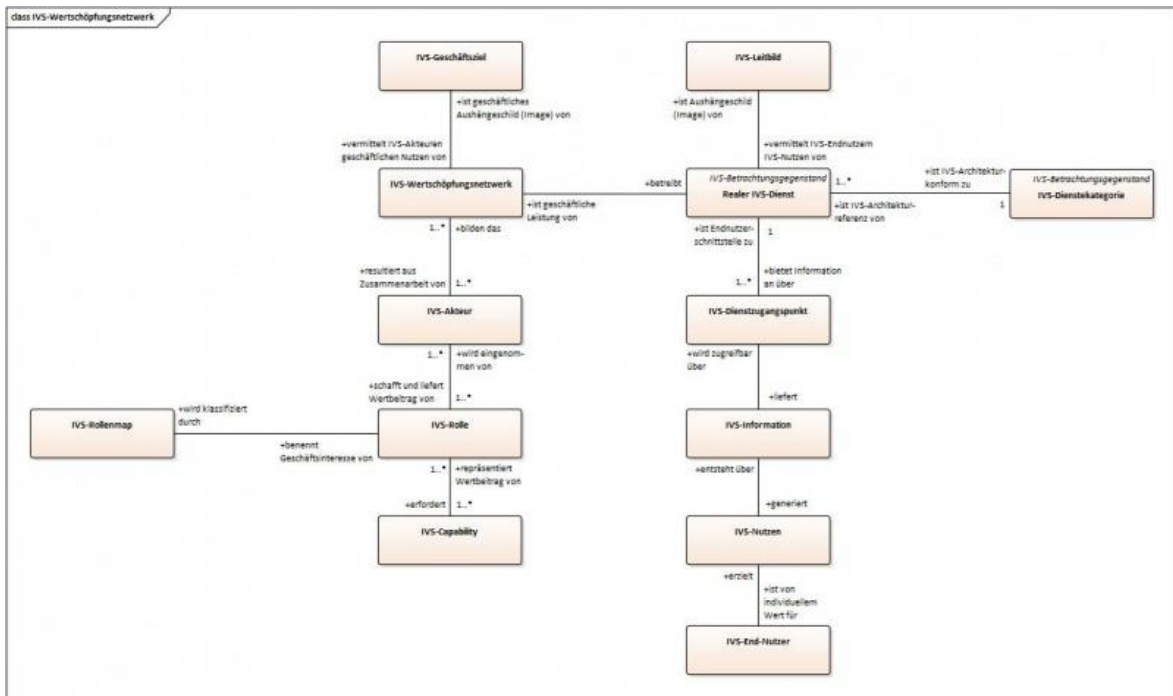 class IVS-Wertschöpfungsnetzwerk
IVS-Geschäftsziel
IVS-Leitbild
+ist geschäftliches
Aushängeschild (Image) von
+ist Aushängeschild
(Image) von
+vermittelt IVS-Akteuren
geschäftlichen Nutzen von
+vermittelt IVS-Endnutzern
IVS-Nutzen von
IVS-Wertschöpfungsnetzwerk
+betreibt
+ist geschäftliche
Leistung von
IVS-Betrachtungsgegenstand
Realer IVS-Dienst
1..*
+ist IVS-Architektur-
konform zu
+ist IVS-Architektur-
referenz von
1
IVS-Betrachtungsgegenstand
IVS-Dienstekategorie
1..*
+bilden das
+ist Endnutzer-
schnittstelle zu
1
+resultiert aus
Zusammenarbeit von
1..*
1..*
+bietet Information
an über
IVS-Akteur
IVS-Dienstzugangspunkt
1..*
+wird eingenom-
men von
+wird zugreifbar
über
+schafft und liefert
Wertbeitrag von
1..*
+liefert
IVS-Rollenmap
+wird klassifiziert
durch
+benennt
Geschäftsinteresse von
IVS-Rolle
IVS-Information
1..*
+repräsentiert
Wertbeitrag von
+entsteht über
+erfordert
1..*
+generiert
IVS-Capability
IVS-Nutzen
+erzielt
+ist von
individuellem
Wert für
IVS-End-Nutzer